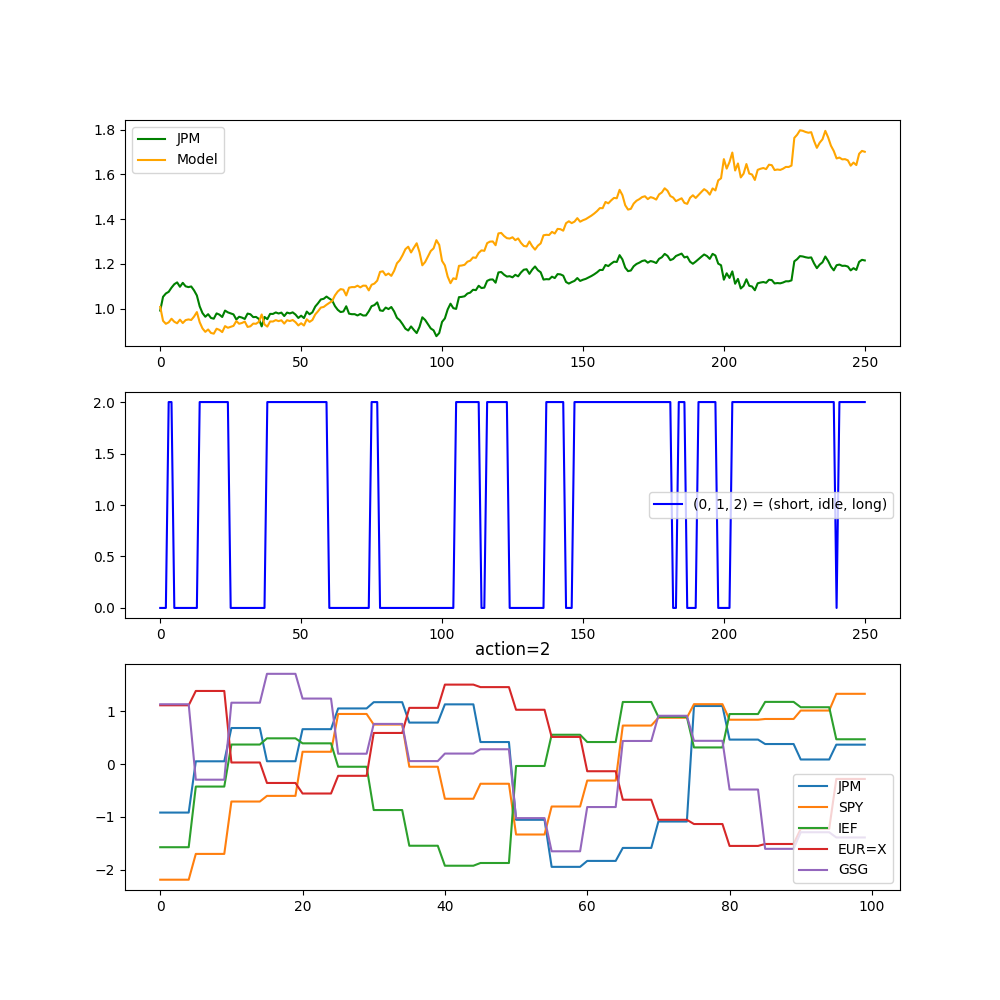 1.8
JPM
Model
1.6
1.4
1.2
1.0
0 50 100 150 200 250
2.0
1.5
1.0
(0, 1, 2) = (short, idle, long)
0.5
0.0
0 50 100 150 200 250
action=2
1
0
−1
−2
JPM
SPY
IEF
EUR=X
GSG
0 20 40 60 80 100